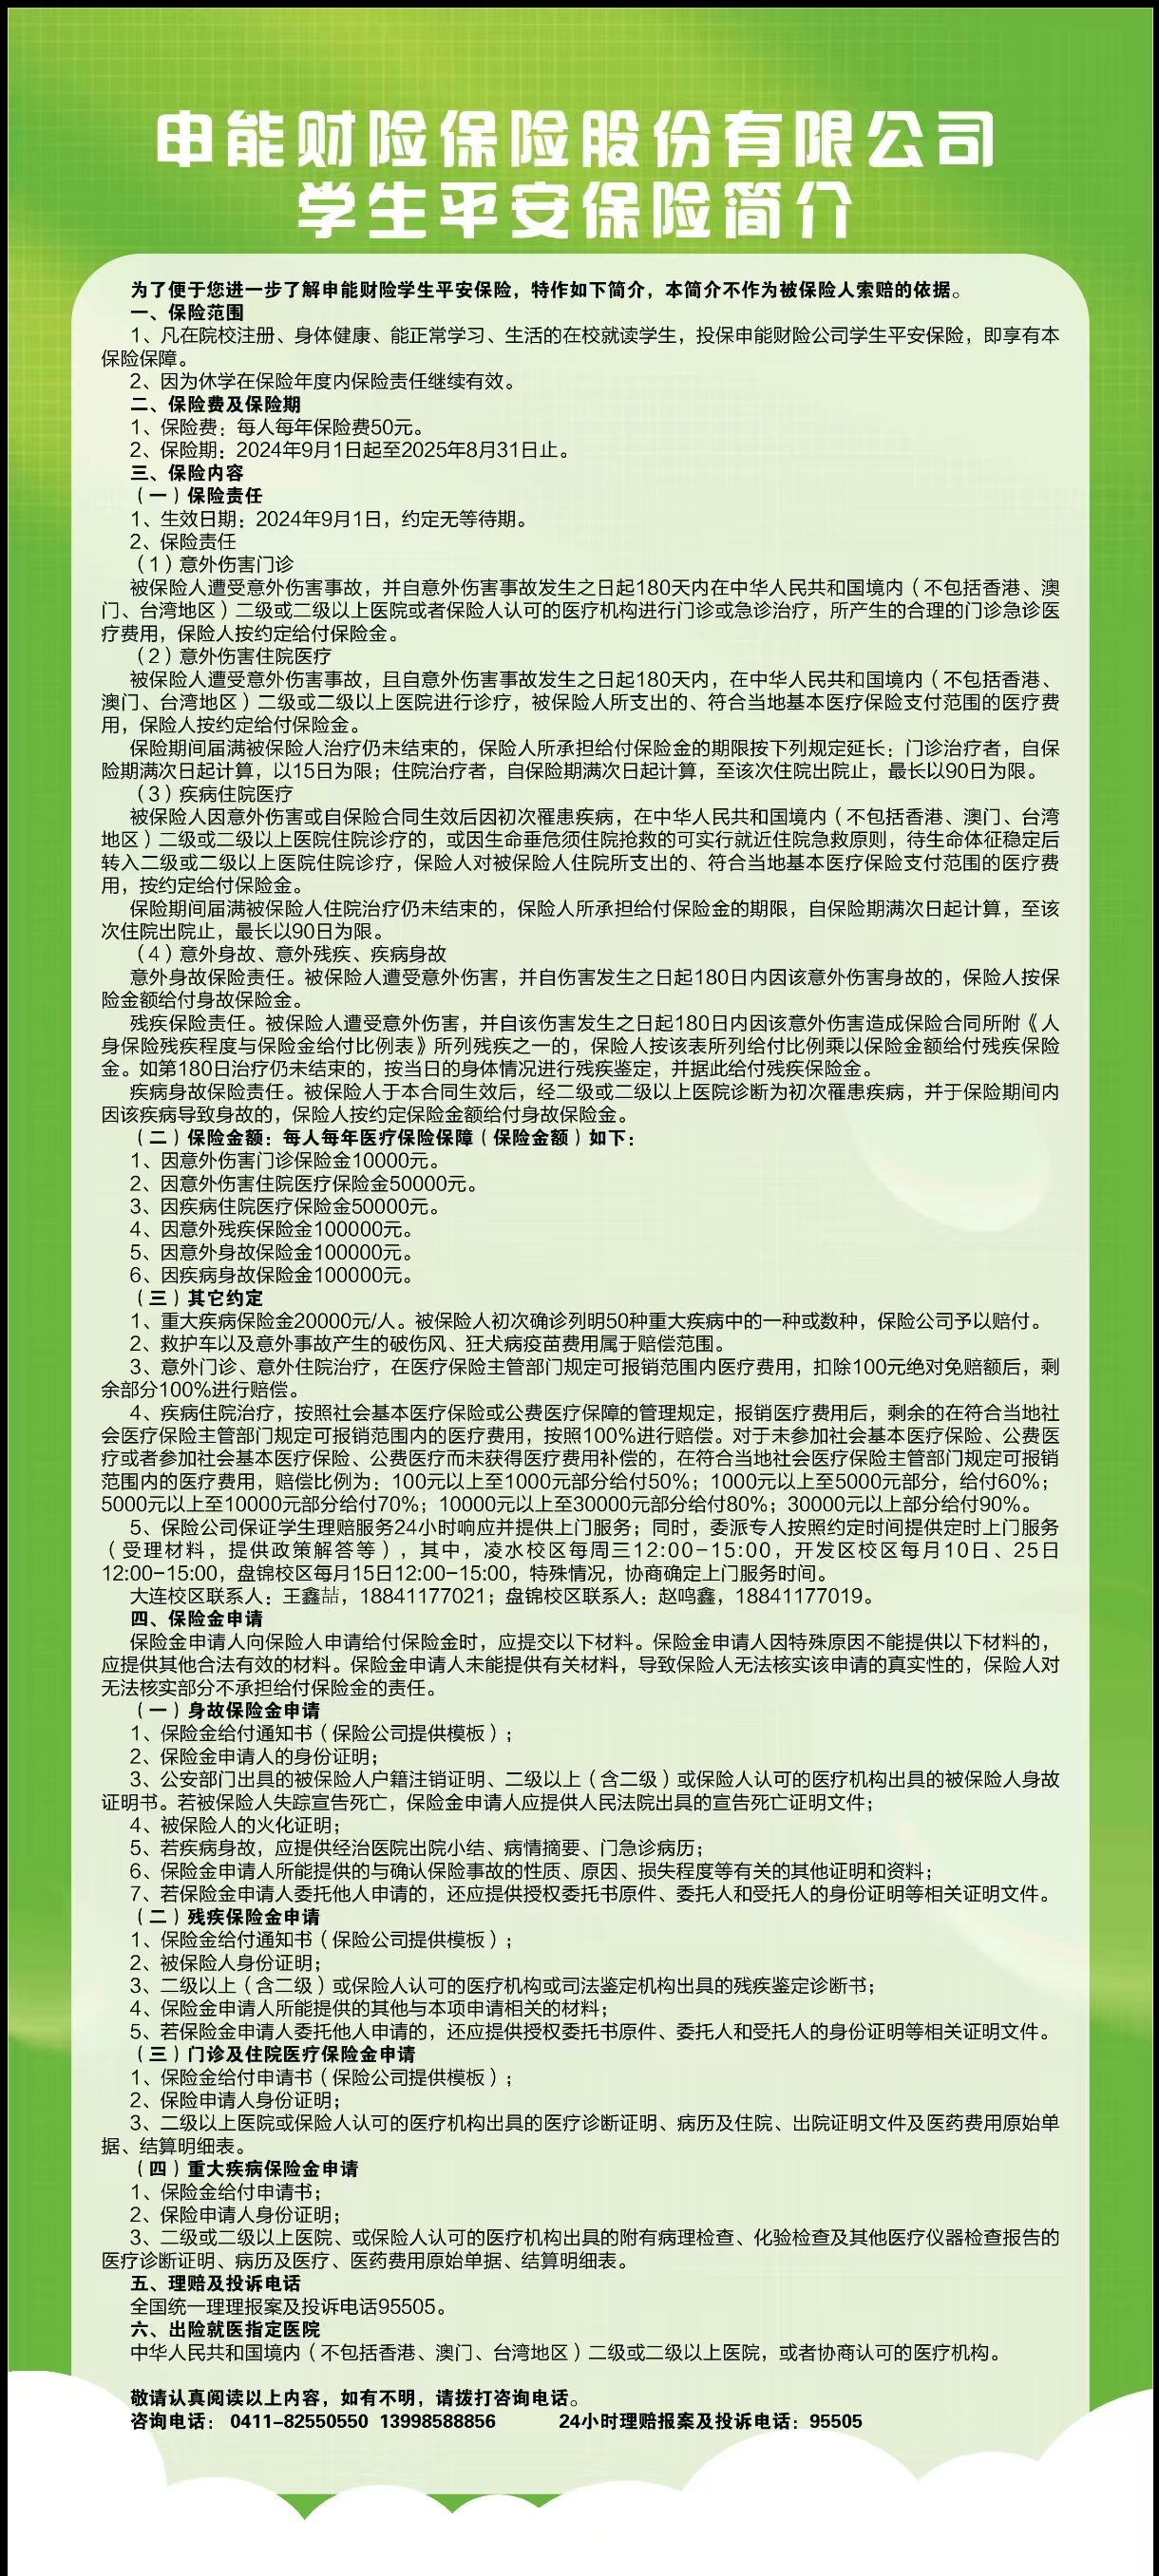 申能财险保险股份有限公司
学生平安保险简介
为了便于您进一步了解申能财险学生平安保险，特作如下简介，本简介不作为被保险人索赔的依据。
一、保险范围
1、凡在院校注册、身体健康、能正常学习、生活的在校就读学生，投保申能财险公司学生平安保险，即享有本
保险保障。
2、因为休学在保险年度内保险责任继续有效。
二、保险费及保险期
1、保险费：每人每年保险费50元。
2、保险期：2024年9月1日起至2025年8月31日止。
三、保险内容
（一）保险责任
1、生效日期：2024年9月1日，约定无等待期。
2、保险责任
（1）意外伤害门诊
被保险人遭受意外伤害事故，并自意外伤害事故发生之日起180天内在中华人民共和国境内（不包括香港、澳
门、台湾地区）二级或二级以上医院或者保险人认可的医疗机构进行门诊或急诊治疗，所产生的合理的门诊急诊医
疗费用，保险人按约定给付保险金。
（2）意外伤害住院医疗
被保险人遭受意外伤害事故，且自意外伤害事故发生之日起180天内，在中华人民共和国境内（不包括香港、
澳门、台湾地区）二级或二级以上医院进行诊疗，被保险人所支出的、符合当地基本医疗保险支付范围的医疗费
用，保险人按约定给付保险金。
保险期间届满被保险人治疗仍未结束的，保险人所承担给付保险金的期限按下列规定延长：门诊治疗者，自保
险期满次日起计算，以15日为限；住院治疗者，自保险期满次日起计算，至该次住院出院止，最长以90日为限。
（3）疾病住院医疗
被保险人因意外伤害或自保险合同生效后因初次罹患疾病，在中华人民共和国境内（不包括香港、澳门、台湾
地区）二级或二级以上医院住院诊疗的，或因生命垂危须住院抢救的可实行就近住院急救原则，待生命体征稳定后
转入二级或二级以上医院住院诊疗，保险人对被保险人住院所支出的、符合当地基本医疗保险支付范围的医疗费
用，按约定给付保险金。
保险期间届满被保险人住院治疗仍未结束的，保险人所承担给付保险金的期限，自保险期满次日起计算，至该
次住院出院止，最长以90日为限。
（4）意外身故、意外残疾、疾病身故
意外身故保险责任。被保险人遭受意外伤害，并自伤害发生之日起180日内因该意外伤害身故的，保险人按保
险金额给付身故保险金。
残疾保险责任。被保险人遭受意外伤害，并自该伤害发生之日起180日内因该意外伤害造成保险合同所附《人
身保险残疾程度与保险金给付比例表》所列残疾之一的，保险人按该表所列给付比例乘以保险金额给付残疾保险
金。如第180日治疗仍未结束的，按当日的身体情况进行残疾鉴定，并据此给付残疾保险金。
疾病身故保险责任。被保险人于本合同生效后，经二级或二级以上医院诊断为初次罹患疾病，并于保险期间内
因该疾病导致身故的，保险人按约定保险金额给付身故保险金。
（二）保险金额：每人每年医疗保险保障（保险金额）如下：
1、因意外伤害门诊保险金10000元。
2、因意外伤害住院医疗保险金50000元。
3、因疾病住院医疗保险金50000元。
4、因意外残疾保险金100000元。
5、因意外身故保险金100000元。
6、因疾病身故保险金100000元。
（三）其它约定
1、重大疾病保险金20000元/人。被保险人初次确诊列明50种重大疾病中的一种或数种，保险公司予以赔付。
2、救护车以及意外事故产生的破伤风、狂犬病疫苗费用属于赔偿范围。
3、意外门诊、意外住院治疗，在医疗保险主管部门规定可报销范围内医疗费用，扣除100元绝对免赔额后，剩
余部分100%进行赔偿。
4、疾病住院治疗，按照社会基本医疗保险或公费医疗保障的管理规定，报销医疗费用后，剩余的在符合当地社
会医疗保险主管部门规定可报销范围内的医疗费用，按照100%进行赔偿。对于未参加社会基本医疗保险、公费医
疗或者参加社会基本医疗保险、公费医疗而未获得医疗费用补偿的，在符合当地社会医疗保险主管部门规定可报销
范围内的医疗费用，赔偿比例为：100元以上至1000元部分给付50%；1000元以上至5000元部分，给付60%；
5000元以上至10000元部分给付70%；10000元以上至30000元部分给付80%；30000元以上部分给付90%。
5、保险公司保证学生理赔服务24小时响应并提供上门服务；同时，委派专人按照约定时间提供定时上门服务
（受理材料，提供政策解答等），其中，凌水校区每周三12:00-15:00，开发区校区每月10日、25日
12:00-15:00，盘锦校区每月15日12:00-15:00，特殊情况，协商确定上门服务时间。
大连校区联系人：王鑫喆，18841177021；盘锦校区联系人：赵鸣鑫，18841177019。
四、保险金申请
保险金申请人向保险人申请给付保险金时，应提交以下材料。保险金申请人因特殊原因不能提供以下材料的，
应提供其他合法有效的材料。保险金申请人未能提供有关材料，导致保险人无法核实该申请的真实性的，保险人对
无法核实部分不承担给付保险金的责任。
（一）身故保险金申请
1、保险金给付通知书（保险公司提供模板）；
2、保险金申请人的身份证明；
3、公安部门出具的被保险人户籍注销证明、二级以上（含二级）或保险人认可的医疗机构出具的被保险人身故
证明书。若被保险人失踪宣告死亡，保险金申请人应提供人民法院出具的宣告死亡证明文件；
4、被保险人的火化证明；
5、若疾病身故，应提供经治医院出院小结、病情摘要、门急诊病历；
6、保险金申请人所能提供的与确认保险事故的性质、原因、损失程度等有关的其他证明和资料；
7、若保险金申请人委托他人申请的，还应提供授权委托书原件、委托人和受托人的身份证明等相关证明文件。
（二）残疾保险金申请
1、保险金给付通知书（保险公司提供模板）；
2、被保险人身份证明；
3、二级以上（含二级）或保险人认可的医疗机构或司法鉴定机构出具的残疾鉴定诊断书；
4、保险金申请人所能提供的其他与本项申请相关的材料；
5、若保险金申请人委托他人申请的，还应提供授权委托书原件、委托人和受托人的身份证明等相关证明文件。
（三）门诊及住院医疗保险金申请
1、保险金给付申请书（保险公司提供模板）；
2、保险申请人身份证明；
3、二级以上医院或保险人认可的医疗机构出具的医疗诊断证明、病历及住院、出院证明文件及医药费用原始单
据、结算明细表。
（四）重大疾病保险金申请
1、保险金给付申请书；
2、保险申请人身份证明；
3、二级或二级以上医院、或保险人认可的医疗机构出具的附有病理检查、化验检查及其他医疗仪器检查报告的
医疗诊断证明、病历及医疗、医药费用原始单据、结算明细表。
五、理赔及投诉电话
全国统一理理报案及投诉电话95505。
六、出险就医指定医院
中华人民共和国境内（不包括香港、澳门、台湾地区）二级或二级以上医院，或者协商认可的医疗机构。
敬请认真阅读以上内容，如有不明，请拨打咨询电话。
咨询电话： 0411-82550550 13998588856 24小时理赔报案及投诉电话：95505